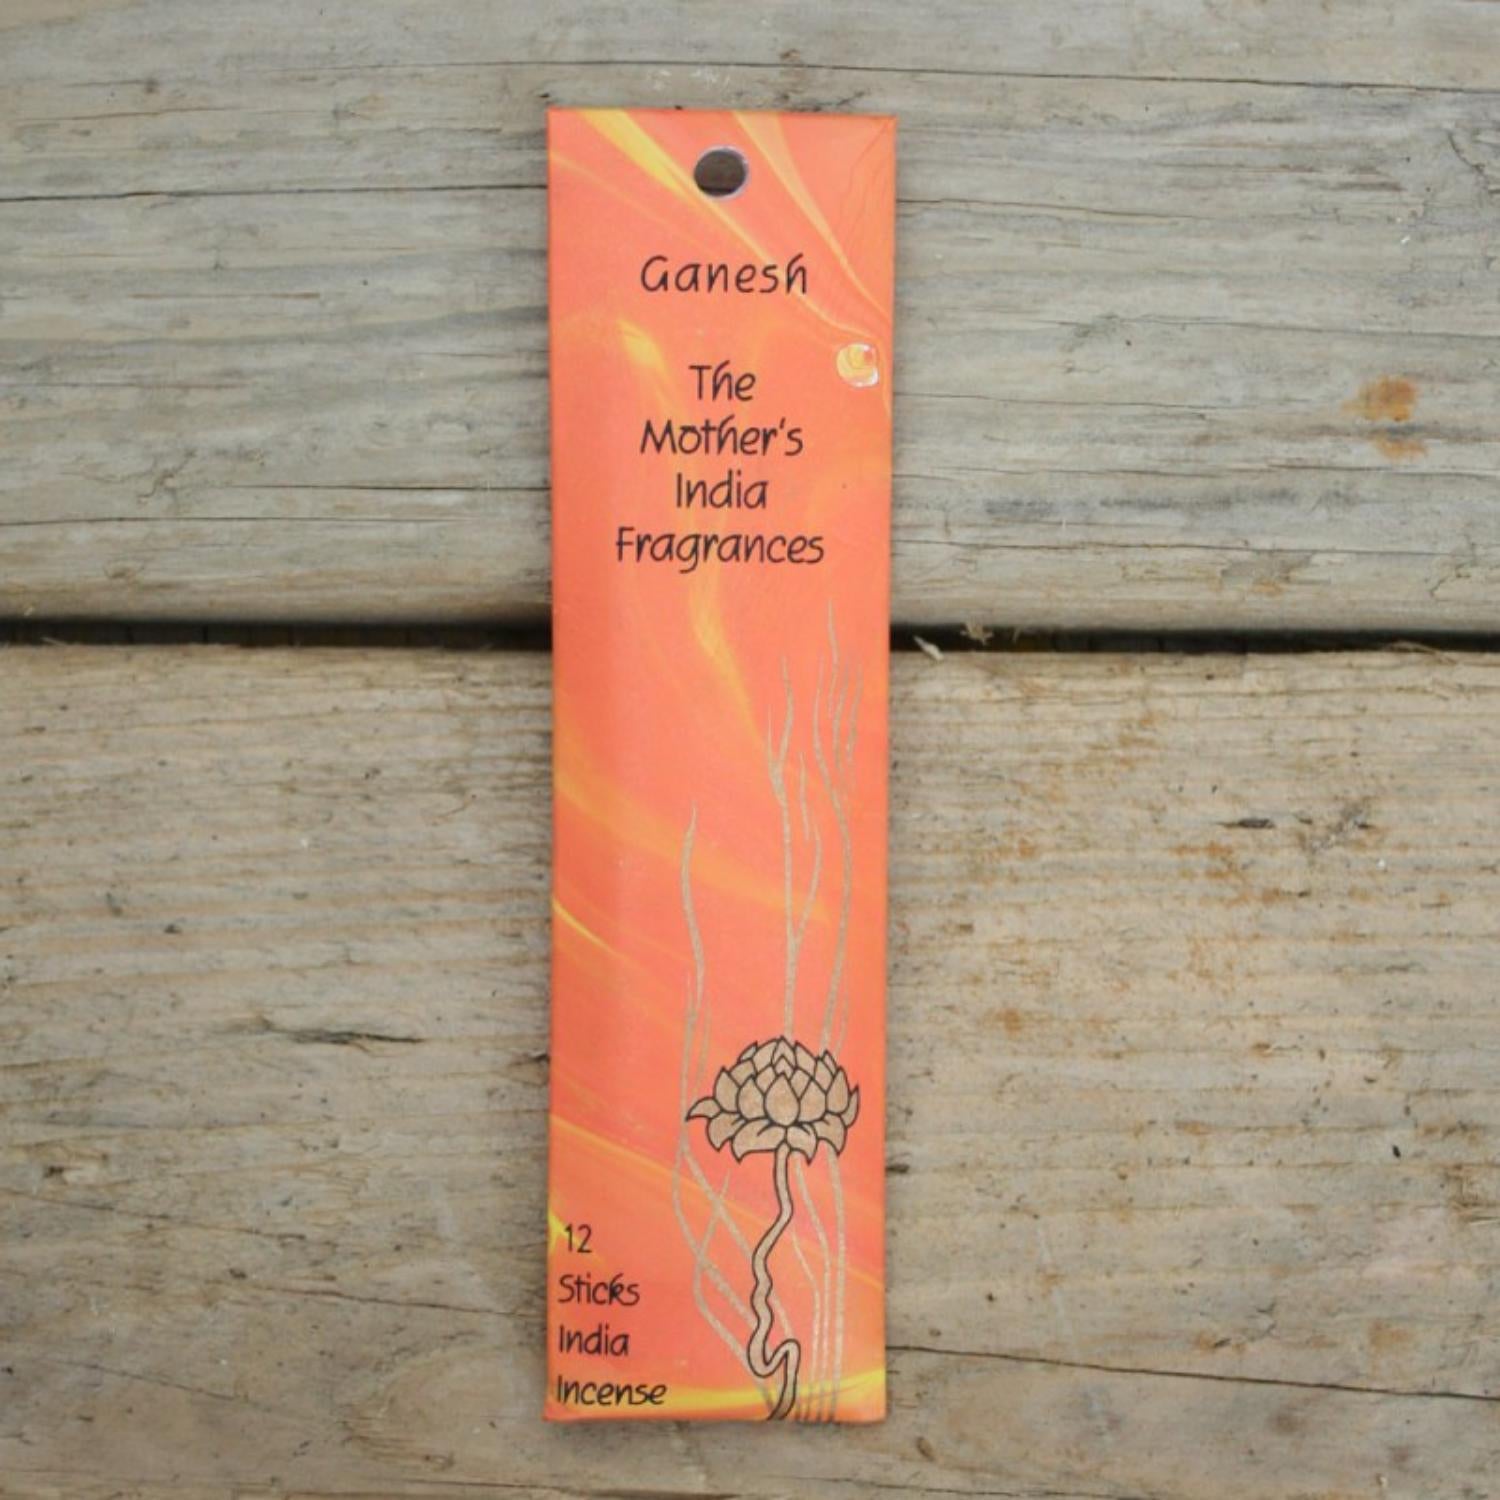 Ganesh
The
Mother's
India
Fragrances
12
Sticks
India
Incense